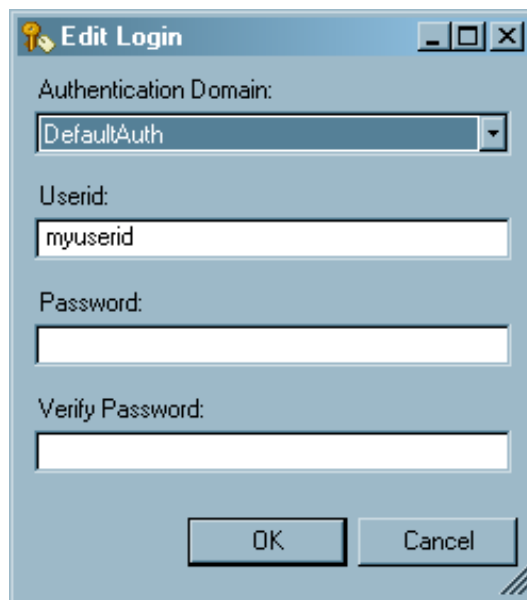 Edit Login
Authentication Domain:
DefaultAuth
Userid:
myuserid
Password:
Verify Password:
OK Cancel